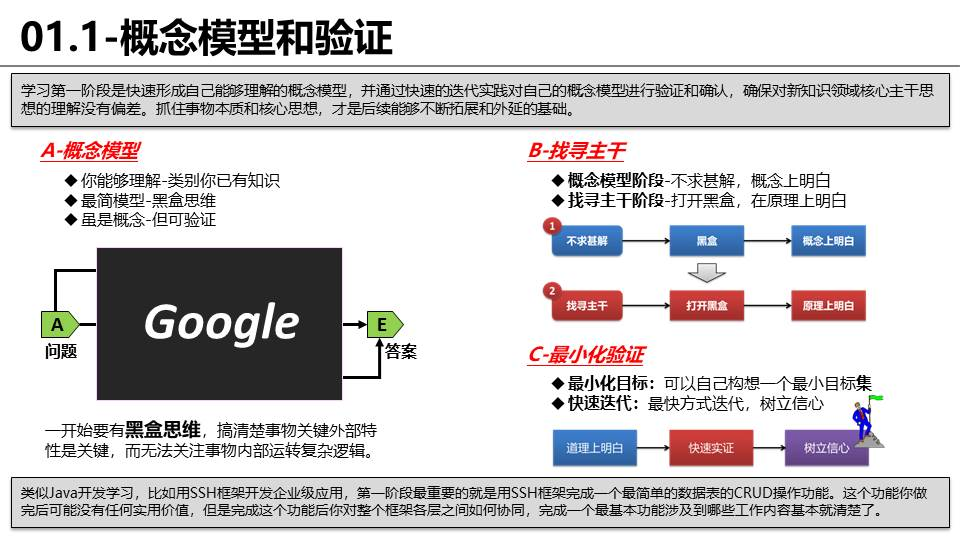 01.1-概念模型和验证
学习第一阶段是快速形成自己能够理解的概念模型，并通过快速的迭代实践对自己的概念模型进行验证和确认，确保对新知识领域核心主干思
想的理解没有偏差。抓住事物本质和核心思想，才是后续能够不断拓展和外延的基础。
A-概念模型
◆你能够理解-类别你已有知识
◆最简模型-黑盒思维
◆虽是概念-但可验证
Google
A
问题
E
答案
一开始要有黑盒思维，搞清楚事物关键外部特
性是关键，而无法关注事物内部运转复杂逻辑。
B-找寻主干
◆概念模型阶段-不求甚解，概念上明白
◆找寻主干阶段-打开黑盒，在原理上明白
1
不求甚解
黑盒
概念上明白
2
找寻主干
打开黑盒
原理上明白
C-最小化验证
◆最小化目标：可以自己构想一个最小目标集
◆快速迭代：最快方式迭代，树立信心
道理上明白
快速实证
树立信心
类似Java开发学习，比如用SSH框架开发企业级应用，第一阶段最重要的就是用SSH框架完成一个最简单的数据表的CRUD操作功能。这个功能你做
完后可能没有任何实用价值，但是完成这个功能后你对整个框架各层之间如何协同，完成一个最基本功能涉及到哪些工作内容基本就清楚了。